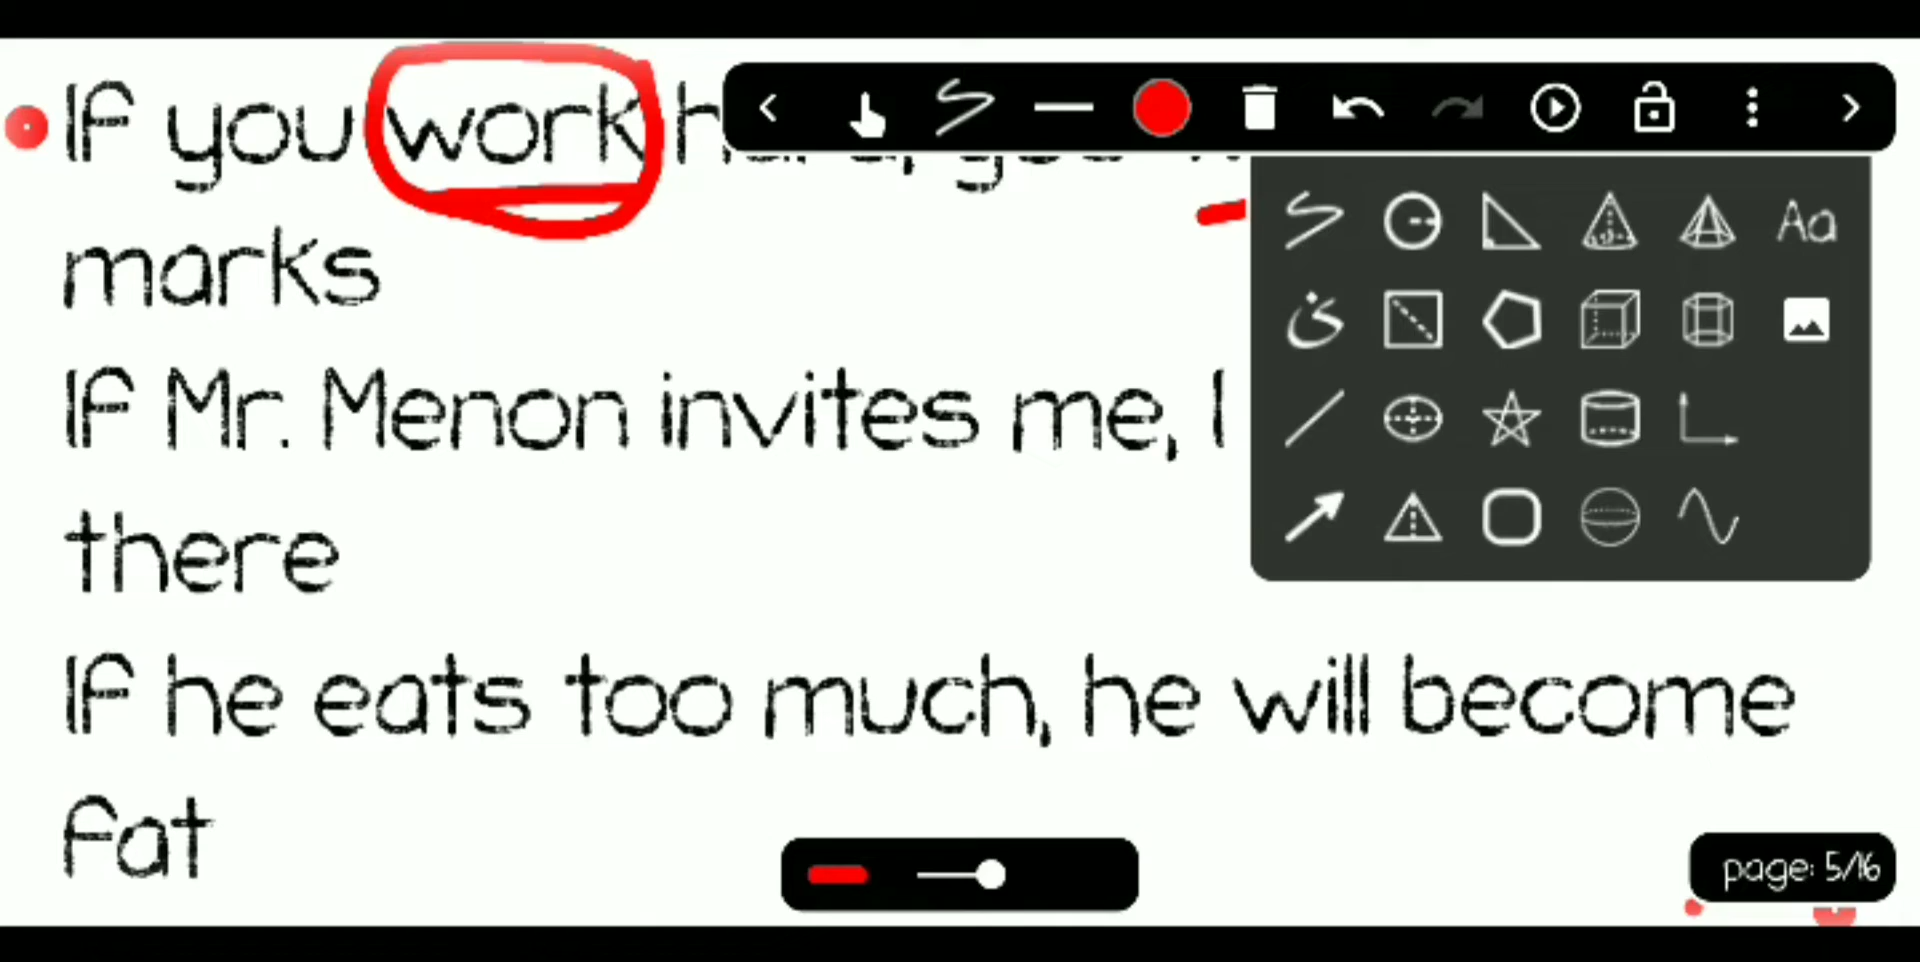 If you work
marks
If Mr. Menon invites me, I
there
If he eats too much, he will become
fat
Aa
page: 5/16